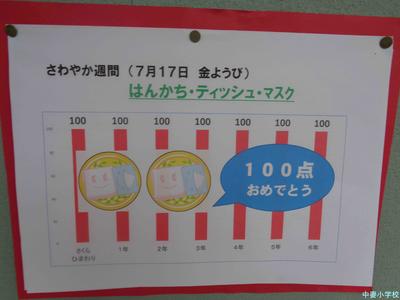 さわやか週間(7月17日 金ようび)
はんかち・ティッシュ・マスク
100 100 100 100 100 100 100
100点
おめでとう
さくら 1年 2年 3年 4年 5年 6年
ひまわり
中妻小学校